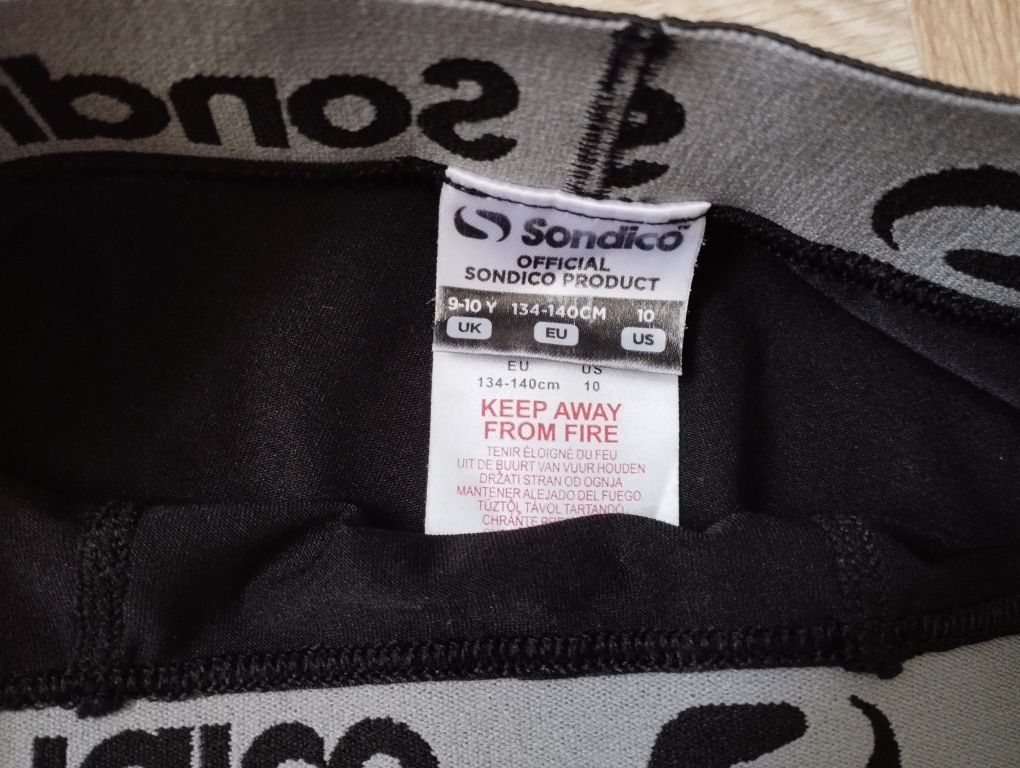 Sondico
Sondico
OFFICIAL
SONDICO PRODUCT
9-10 Y 134-140CM 10
UK EU US
EU US
134-140cm 10
KEEP AWAY
FROM FIRE
TENIR ÉLOIGNÉ DU FEU
UIT DE BUURT VAN VUUR HOUDEN
DRŽATI STRAN OD OGNJA
MANTENER ALEJADO DEL FUEGO
TŰZTŐL TÁVOL TARTANDÓ
CHRÁNTE